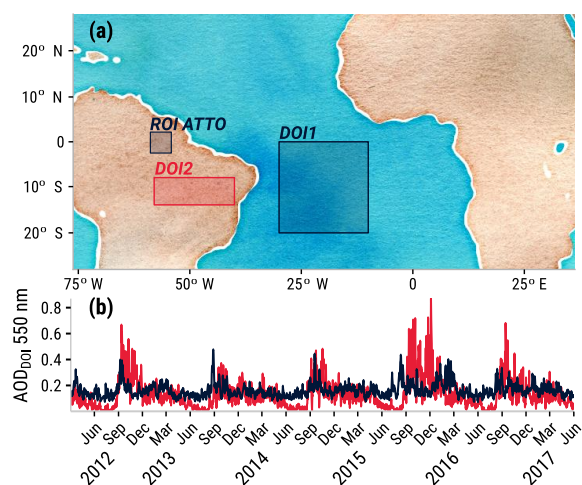 (a)
20° N
10° N
0
10° S
20° S
ROI ATTO
DOI1
DOI2
75° W
50° W
25° W
0
25° E
(b)
AOD DOI 550 nm
0.8
0.6
0.4
0.2
Jun Sep Dec Mar Jun Sep Dec Mar Jun Sep Dec Mar Jun Sep Dec Mar Jun Sep Dec Mar Jun
2012 2013 2014 2015 2016 2017